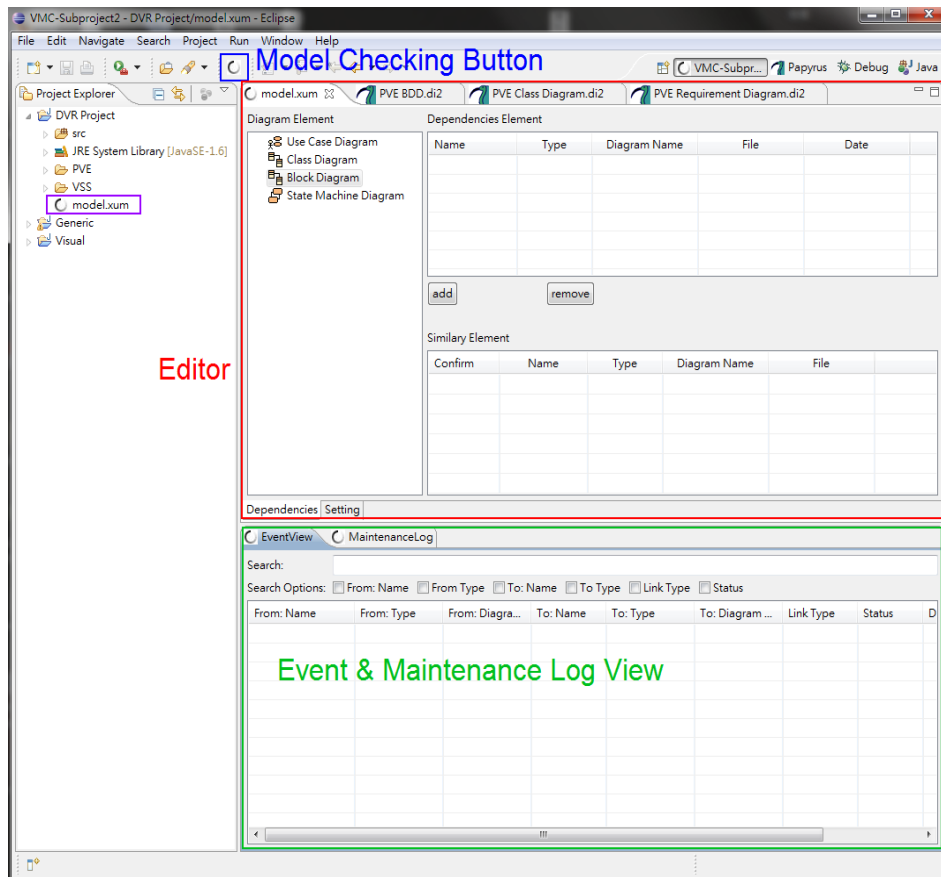 VMC-Subproject2 - DVR Project/model.xum - Eclipse
File Edit Navigate Search Project Run Window Help
Model Checking Button
VMC-Subpr... Papyrus Debug Java
Project Explorer
DVR Project
src
JRE System Library [JavaSE-1.6]
PVE
VSS
model.xum
Generic
Visual
Editor
model.xum PVE BDD.di2 PVE Class Diagram.di2 PVE Requirement Diagram.di2
Diagram Element
Use Case Diagram
Class Diagram
Block Diagram
State Machine Diagram
Dependencies Element
Name Type Diagram Name File Date
add remove
Similary Element
Confirm Name Type Diagram Name File
Dependencies Setting
EventView MaintenanceLog
Search:
Search Options: From: Name From Type To: Name To Type Link Type Status
From: Name From: Type From: Diagra... To: Name To: Type To: Diagram ... Link Type Status D
Event & Maintenance Log View